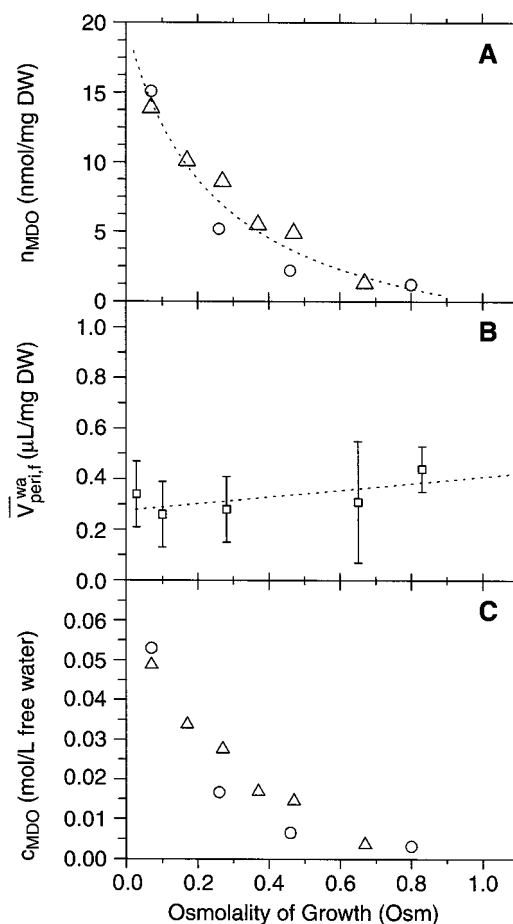 A
n_MDO (nmol/mg DW)
20
15
10
5
0
B
V^wa_peri,f (μL/mg DW)
1.0
0.8
0.6
0.4
0.2
0.0
C
c_MDO (mol/L free water)
0.06
0.05
0.04
0.03
0.02
0.01
0.00
0.0 0.2 0.4 0.6 0.8 1.0
Osmolality of Growth (Osm)